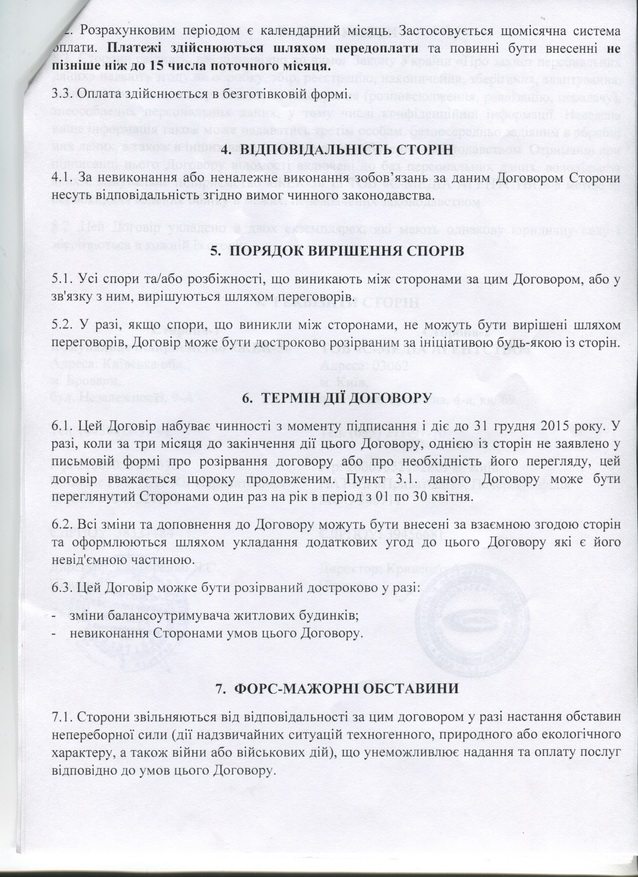 .2. Розрахунковим періодом є календарний місяць. Застосовується щомісячна система
оплати. Платежі здійснюються шляхом передоплати та повинні бути внесенні не
пізніше ніж до 15 числа поточного місяця.
3.3. Оплата здійснюється в безготівковій формі.
4. ВІДПОВІДАЛЬНІСТЬ СТОРІН
4.1. За невиконання або неналежне виконання зобов’язань за даним Договором Сторони
несуть відповідальність згідно вимог чинного законодавства.
5. ПОРЯДОК ВИРІШЕННЯ СПОРІВ
5.1. Усі спори та/або розбіжності, що виникають між сторонами за цим Договором, або у
зв'язку з ним, вирішуються шляхом переговорів.
5.2. У разі, якщо спори, що виникли між сторонами, не можуть бути вирішені шляхом
переговорів, Договір може бути достроково розірваним за ініціативою будь-якою із сторін.
6. ТЕРМІН ДІЇ ДОГОВОРУ
6.1. Цей Договір набуває чинності з моменту підписання і діє до 31 грудня 2015 року. У
разі, коли за три місяця до закінчення дії цього Договору, однією із сторін не заявлено у
письмовій формі про розірвання договору або про необхідність його перегляду, цей
договір вважається щороку продовженим. Пункт 3.1. даного Договору може бути
переглянутий Сторонами один раз на рік в період з 01 по 30 квітня.
6.2. Всі зміни та доповнення до Договору можуть бути внесені за взаємною згодою сторін
та оформлюються шляхом укладання додаткових угод до цього Договору які є його
невід'ємною частиною.
6.3. Цей Договір можке бути розірваний достроково у разі:
- зміни балансоутримувача житлових будинків;
- невиконання Сторонами умов цього Договору.
7. ФОРС-МАЖОРНІ ОБСТАВИНИ
7.1. Сторони звільняються від відповідальності за цим договором у разі настання обставин
непереборної сили (дії надзвичайних ситуацій техногенного, природного або екологічного
характеру, а також війни або військових дій), що унеможливлює надання та оплату послуг
відповідно до умов цього Договору.